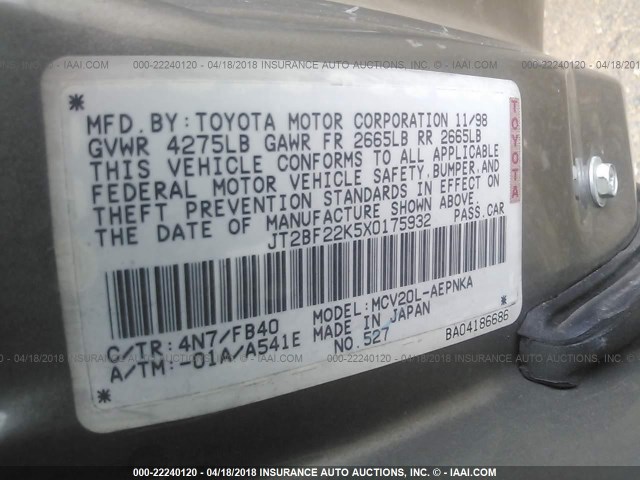 000-22240120 - 04/18/2018 INSURANCE AUTO AUCTIONS, INC. - © IAAI.COM
- IAAI.COM
* MFD. BY: TOYOTA MOTOR CORPORATION 11/98
GVWR 4275LB GAWR FR 2665LB RR 2665LB
THIS VEHICLE CONFORMS TO ALL APPLICABLE
FEDERAL MOTOR VEHICLE SAFETY, BUMPER, AND
THEFT PREVENTION STANDARDS IN EFFECT ON
THE DATE OF MANUFACTURE SHOWN ABOVE.
JT2BF22K5X0175932 PASS. CAR
TOYOTA
C/TR: 4N7/FB40 MODEL: MCV20L-AEPNKA
A/TM: -01A/A541E MADE IN JAPAN
NO. 527 BA04186686
* *
000-22240120 - 04/18/2018 INSURANCE AUTO AUCTIONS, INC. - © IAAI.COM